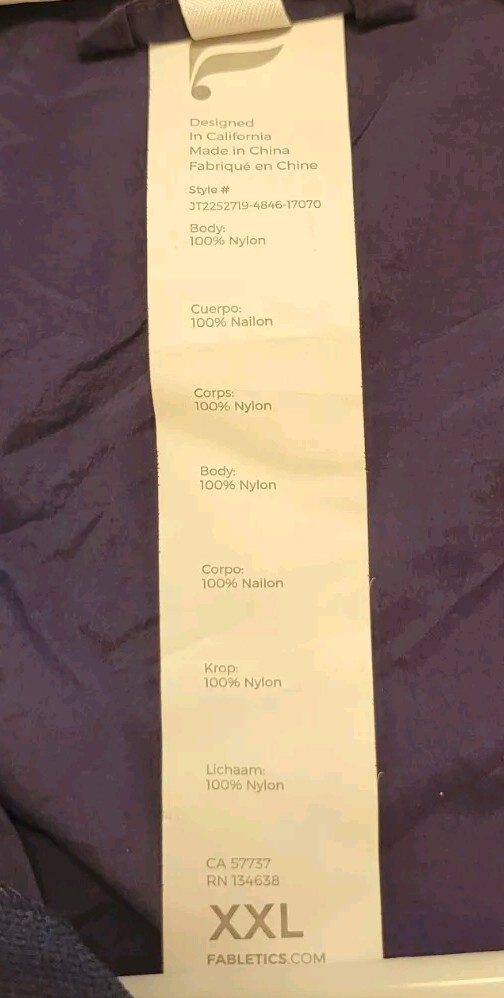 Designed
In California
Made in China
Fabriqué en Chine
Style #
JT2252719-4846-17070
Body:
100% Nylon
Cuerpo:
100% Nailon
Corps:
100% Nylon
Body:
100% Nylon
Corpo:
100% Nailon
Krop:
100% Nylon
Lichaam:
100% Nylon
CA 57737
RN 134638
XXL
FABLETICS.COM